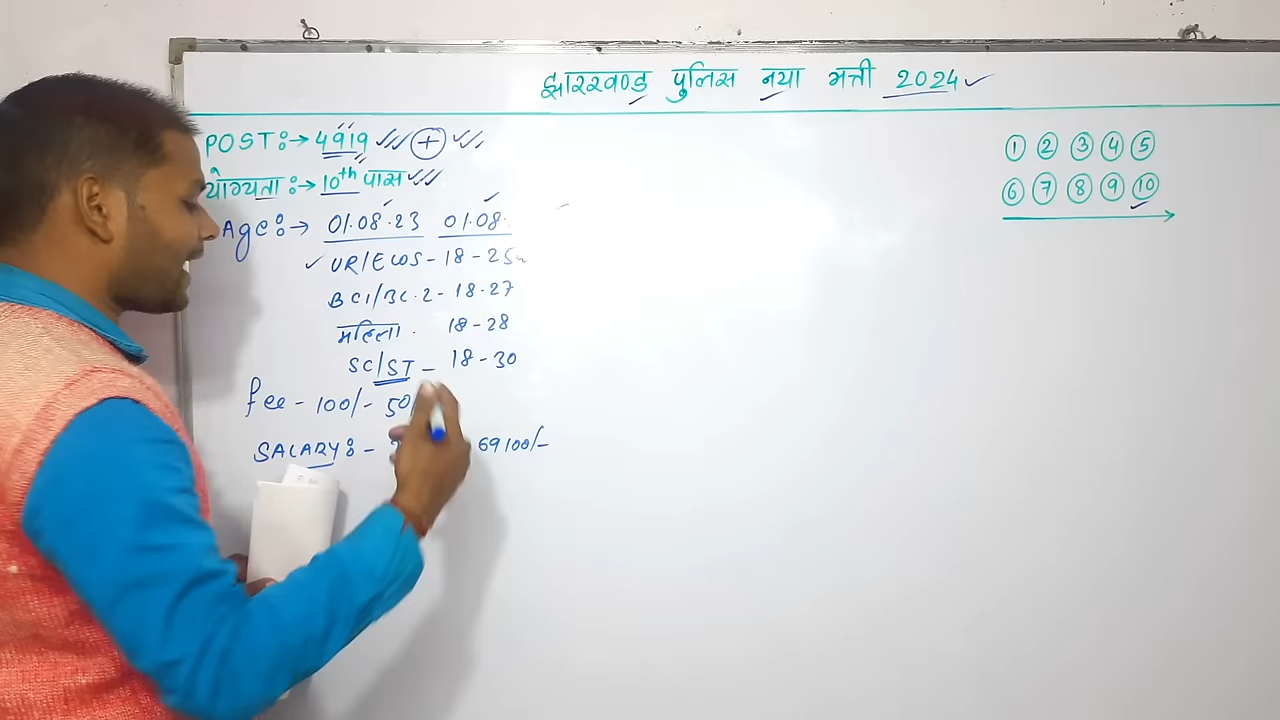 झारखण्ड पुलिस नया भर्ती 2024
POST:→ 4919 +
योग्यता:→ 10th पास
Age:→ 01.08.23 01.08.
UR/EWS - 18 - 25
BC1/BC.2 - 18-27
महिला. 18-28
SC/ST - 18-30
fee - 100/- 50
SALARY:- 69100/-
1 2 3 4 5
6 7 8 9 10